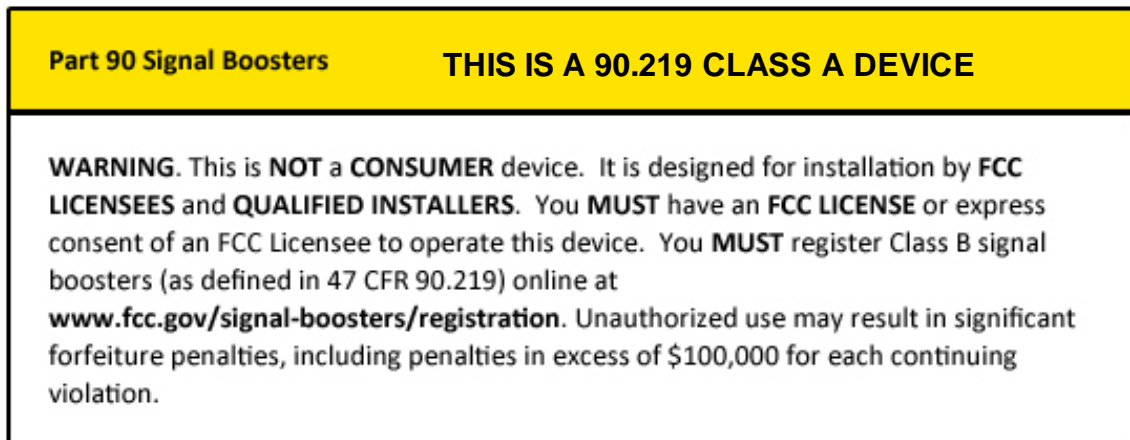 Part 90 Signal Boosters THIS IS A 90.219 CLASS A DEVICE
WARNING. This is NOT a CONSUMER device.  It is designed for installation by FCC
LICENSEES and QUALIFIED INSTALLERS.  You MUST have an FCC LICENSE or express
consent of an FCC Licensee to operate this device.  You MUST register Class B signal
boosters (as defined in 47 CFR 90.219) online at
www.fcc.gov/signal-boosters/registration. Unauthorized use may result in significant
forfeiture penalties, including penalties in excess of $100,000 for each continuing
violation.